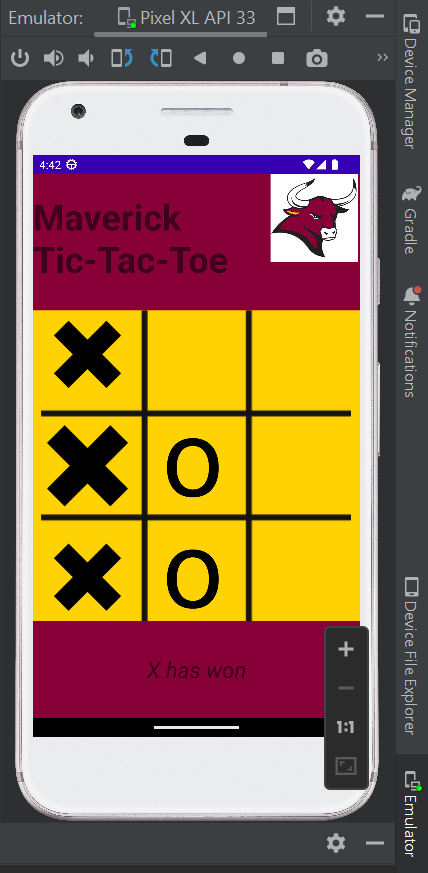 Emulator:
Pixel XL API 33
4:42
Maverick
Tic-Tac-Toe
X
X
O
X
O
X has won
1:1
Device Manager
Gradle
Notifications
Device File Explorer
Emulator